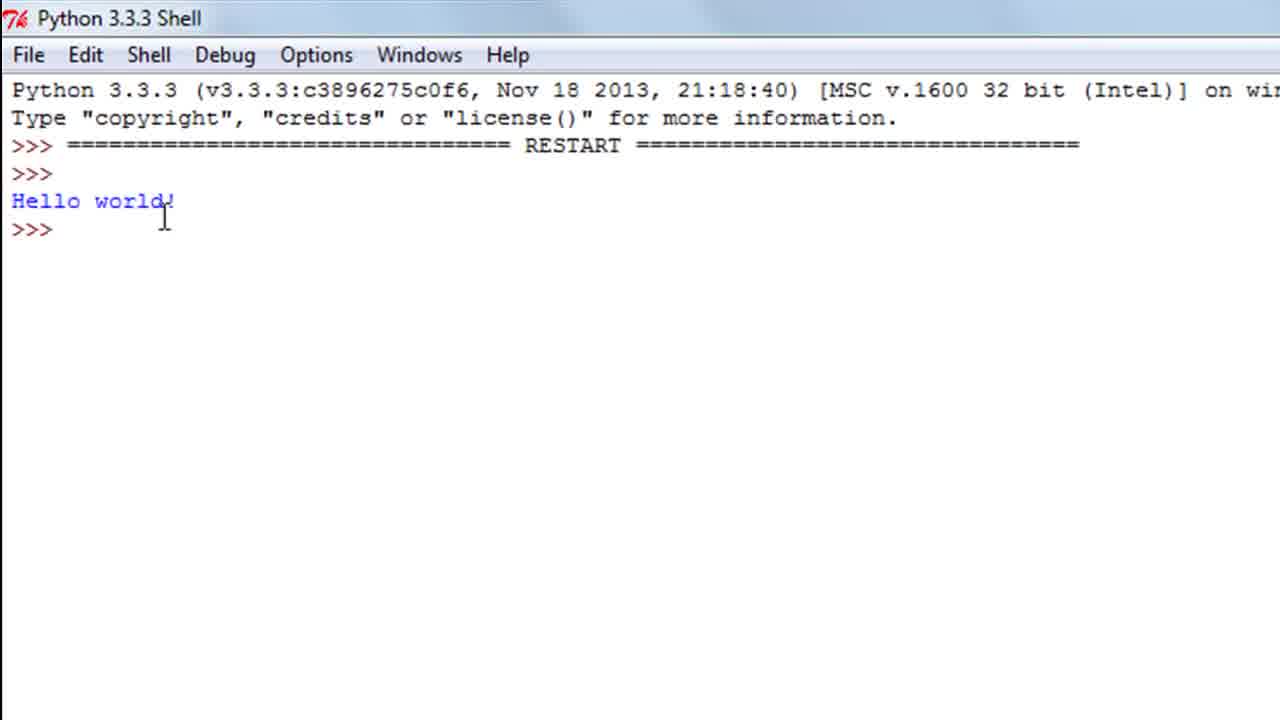 Python 3.3.3 Shell
File Edit Shell Debug Options Windows Help
Python 3.3.3 (v3.3.3:c3896275c0f6, Nov 18 2013, 21:18:40) [MSC v.1600 32 bit (Intel)] on
Type "copyright", "credits" or "license()" for more information.
>>> ================================ RESTART ================================
>>>
Hello world!
>>>